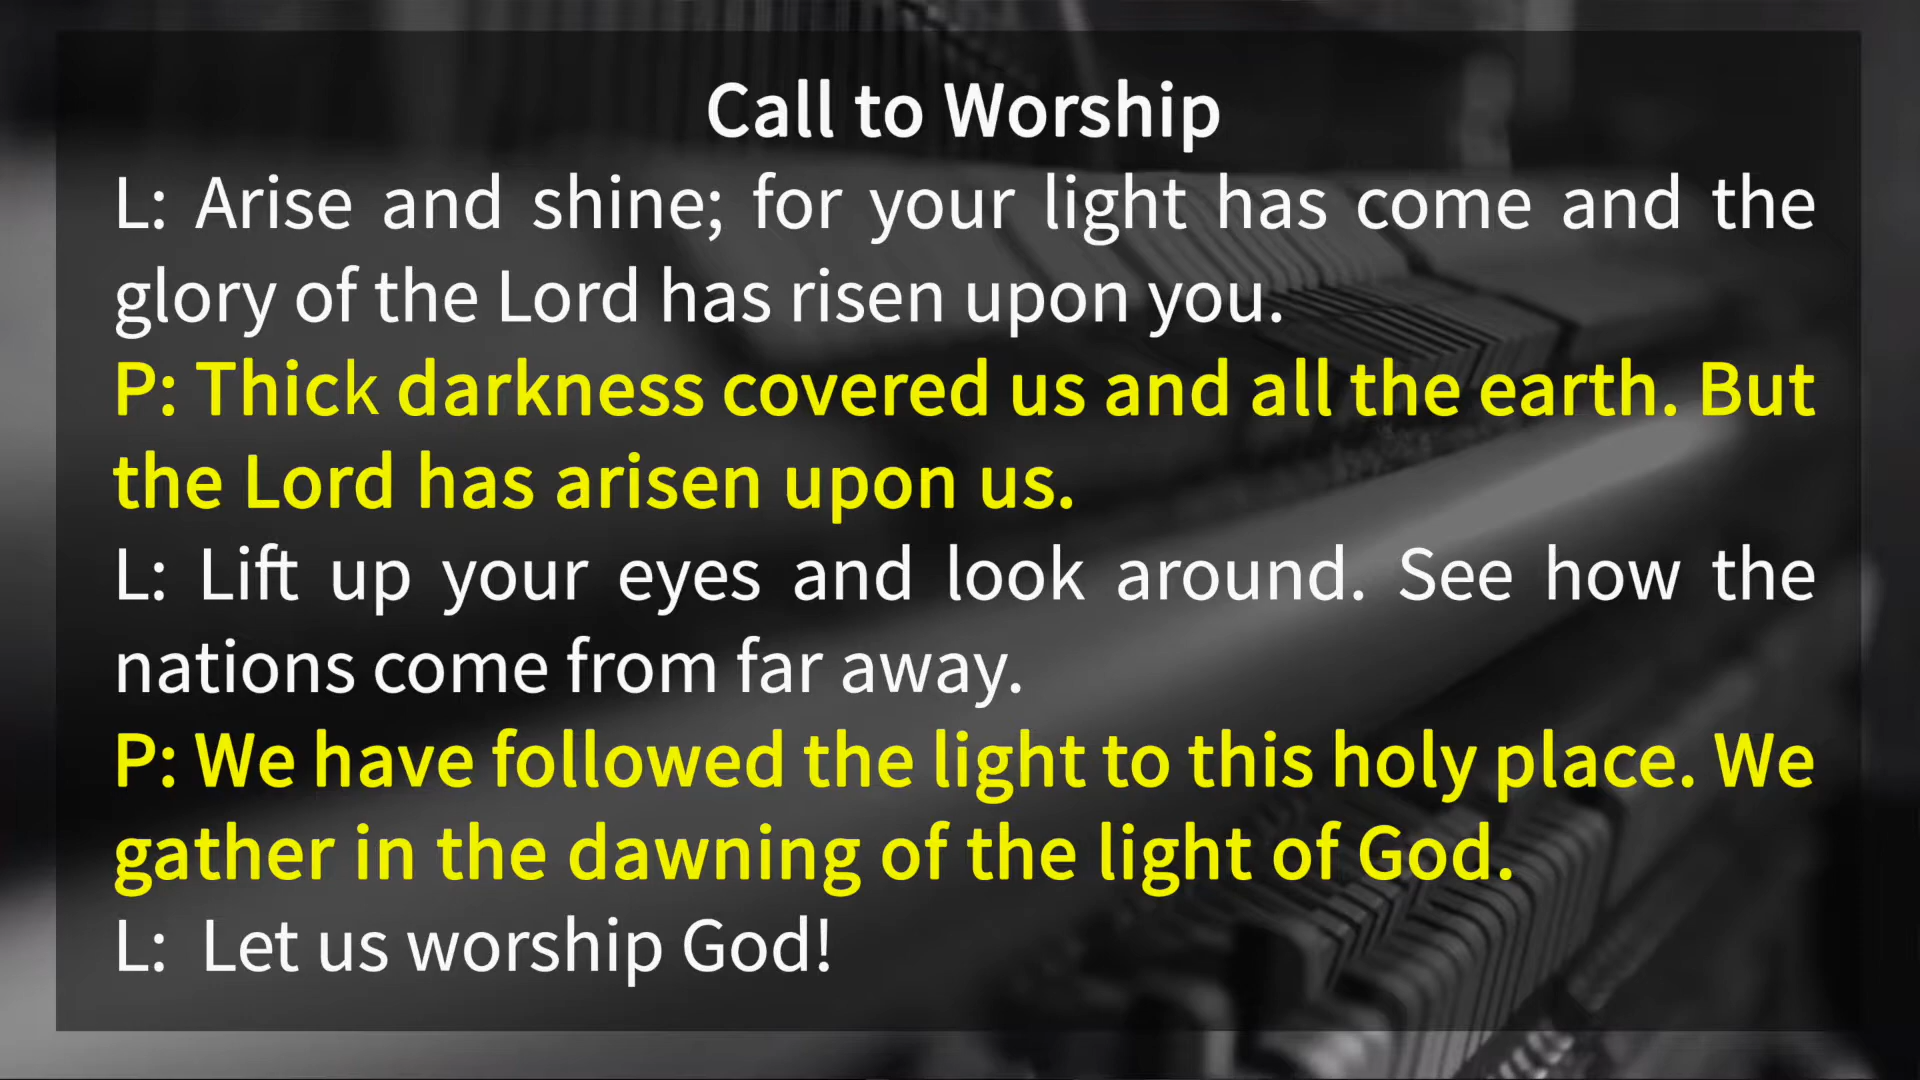 Call to Worship
L: Arise and shine; for your light has come and the
glory of the Lord has risen upon you.
P: Thick darkness covered us and all the earth. But
the Lord has arisen upon us.
L: Lift up your eyes and look around. See how the
nations come from far away.
P: We have followed the light to this holy place. We
gather in the dawning of the light of God.
L:  Let us worship God!